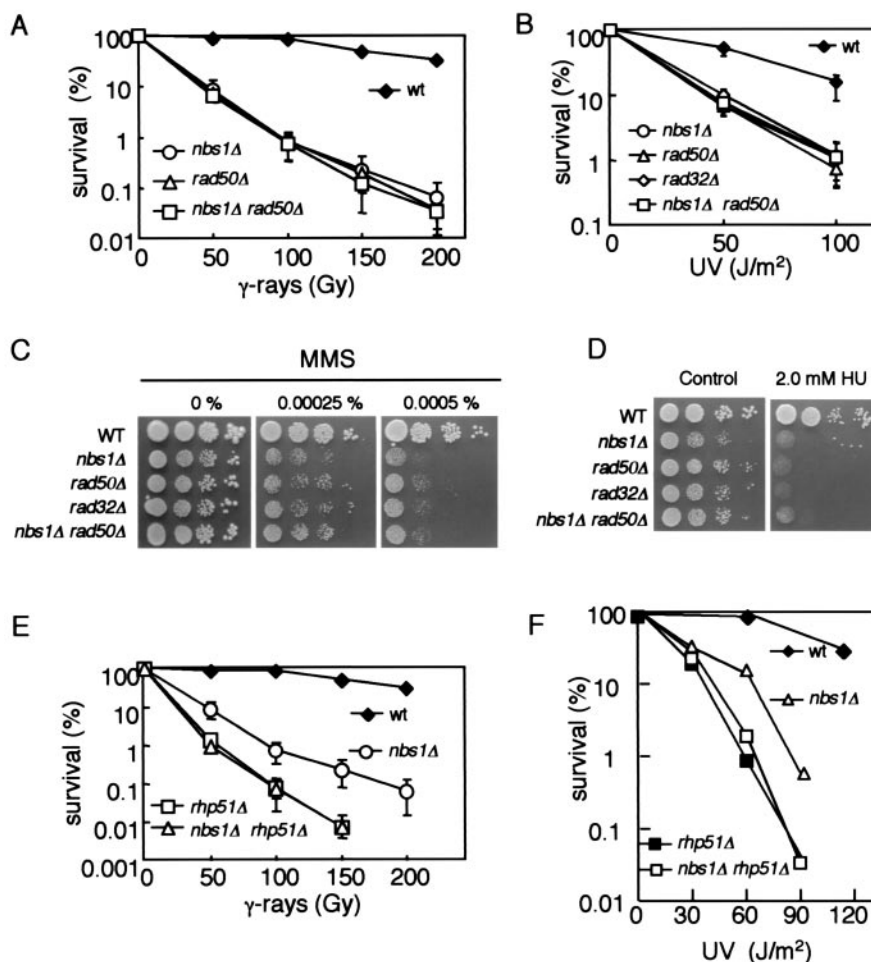 A
survival (%)
100
10
1
0.1
0.01
wt
nbs1Δ
rad50Δ
nbs1Δ rad50Δ
0 50 100 150 200
γ-rays (Gy)
B
survival (%)
100
10
1
0.1
wt
nbs1Δ
rad50Δ
rad32Δ
nbs1Δ rad50Δ
0 50 100
UV (J/m²)
C
MMS
0 % 0.00025 % 0.0005 %
WT
nbs1Δ
rad50Δ
rad32Δ
nbs1Δ rad50Δ
D
Control 2.0 mM HU
WT
nbs1Δ
rad50Δ
rad32Δ
nbs1Δ rad50Δ
E
survival (%)
100
10
1
0.1
0.01
0.001
wt
nbs1Δ
rhp51Δ
nbs1Δ rhp51Δ
0 50 100 150 200
γ-rays (Gy)
F
survival (%)
100
10
1
0.1
0.01
wt
nbs1Δ
rhp51Δ
nbs1Δ rhp51Δ
0 30 60 90 120
UV (J/m²)